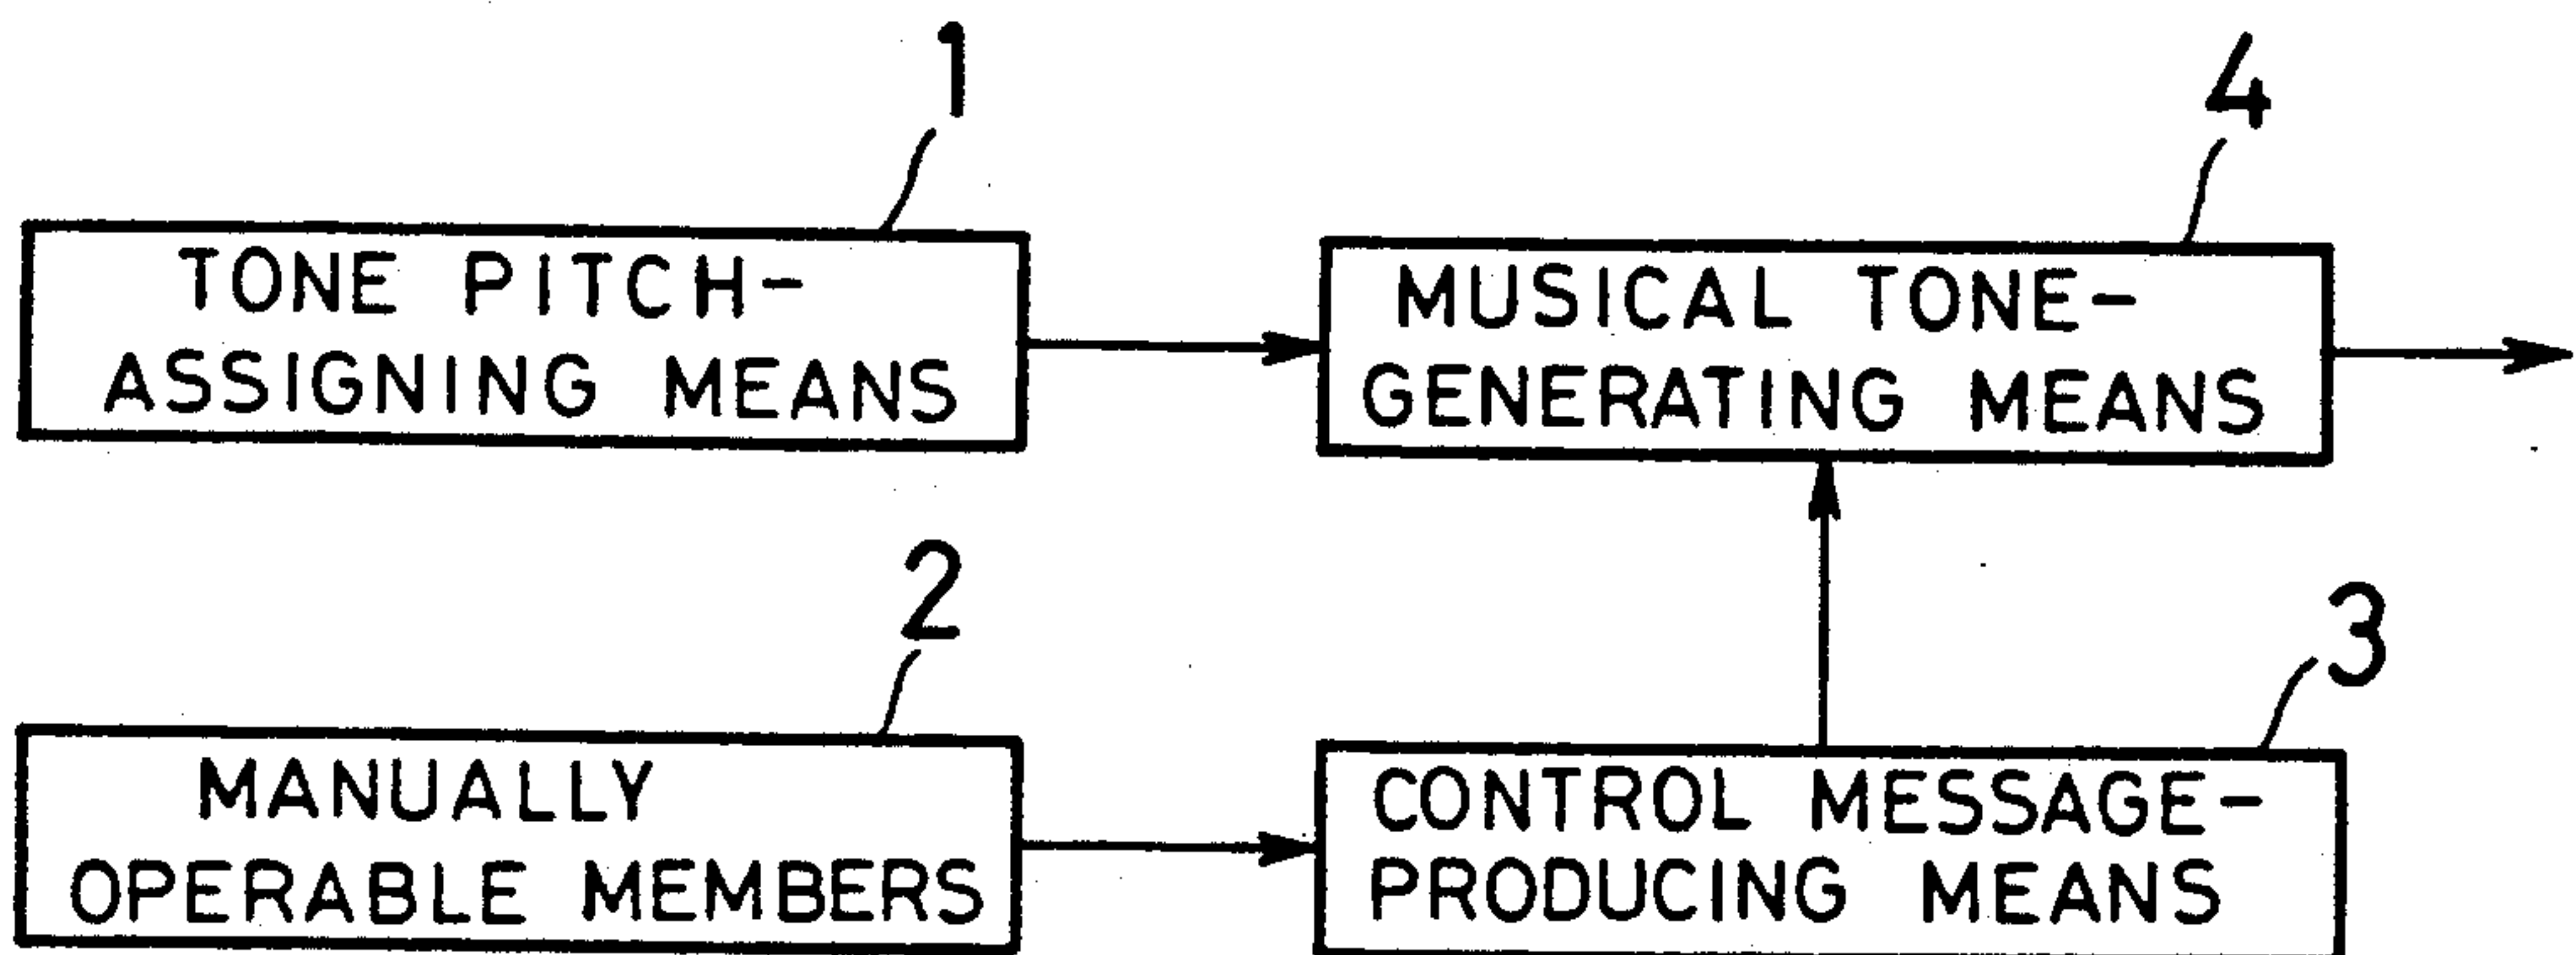 1
4
TONE PITCH-
ASSIGNING MEANS
MUSICAL TONE-
GENERATING MEANS
2
3
MANUALLY
OPERABLE MEMBERS
CONTROL MESSAGE-
PRODUCING MEANS